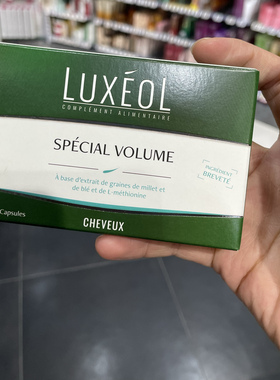 LUXÉOL
COMPLÉMENT ALIMENTAIRE
SPÉCIAL VOLUME
À base d'extrait de graines de millet et
de blé et de L-méthionine
INGRÉDIENT
BREVETÉ
Capsules
CHEVEUX